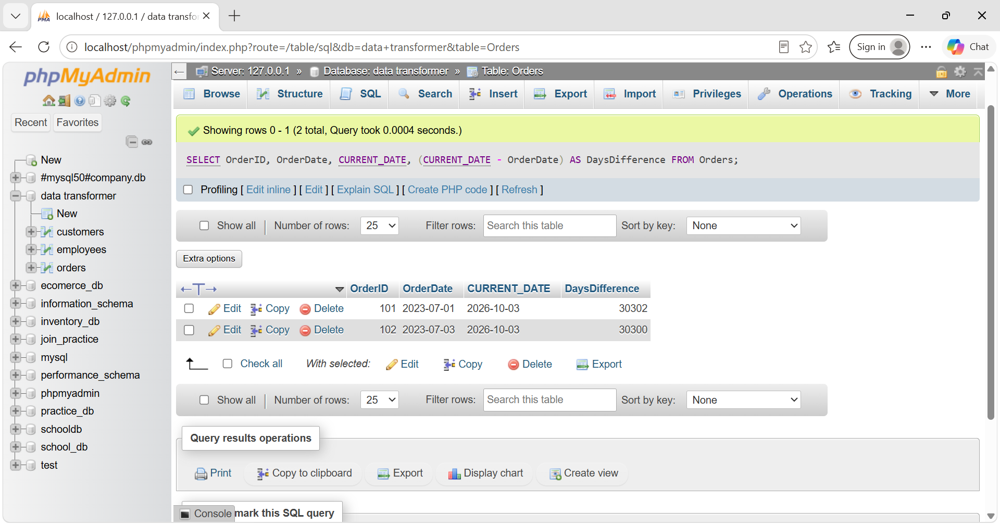 localhost / 127.0.0.1 / data transfo
localhost/phpmyadmin/index.php?route=/table/sql&db=data+transformer&table=Orders
Sign in
Chat
phpMyAdmin
Recent
Favorites
New
#mysql50#company.db
data transformer
New
customers
employees
orders
ecomerce_db
information_schema
inventory_db
join_practice
mysql
performance_schema
phpmyadmin
practice_db
schooldb
school_db
test
Server: 127.0.0.1 » Database: data transformer » Table: Orders
Browse Structure SQL Search Insert Export Import Privileges Operations Tracking More
Showing rows 0 - 1 (2 total, Query took 0.0004 seconds.)
SELECT OrderID, OrderDate, CURRENT_DATE, (CURRENT_DATE - OrderDate) AS DaysDifference FROM Orders;
Profiling [ Edit inline ] [ Edit ] [ Explain SQL ] [ Create PHP code ] [ Refresh ]
Show all | Number of rows: 25 Filter rows: Search this table Sort by key: None
Extra options
OrderID OrderDate CURRENT_DATE DaysDifference
Edit Copy Delete 101 2023-07-01 2026-10-03 30302
Edit Copy Delete 102 2023-07-03 2026-10-03 30300
Check all With selected: Edit Copy Delete Export
Show all | Number of rows: 25 Filter rows: Search this table Sort by key: None
Query results operations
Print Copy to clipboard Export Display chart Create view
Console
mark this SQL query